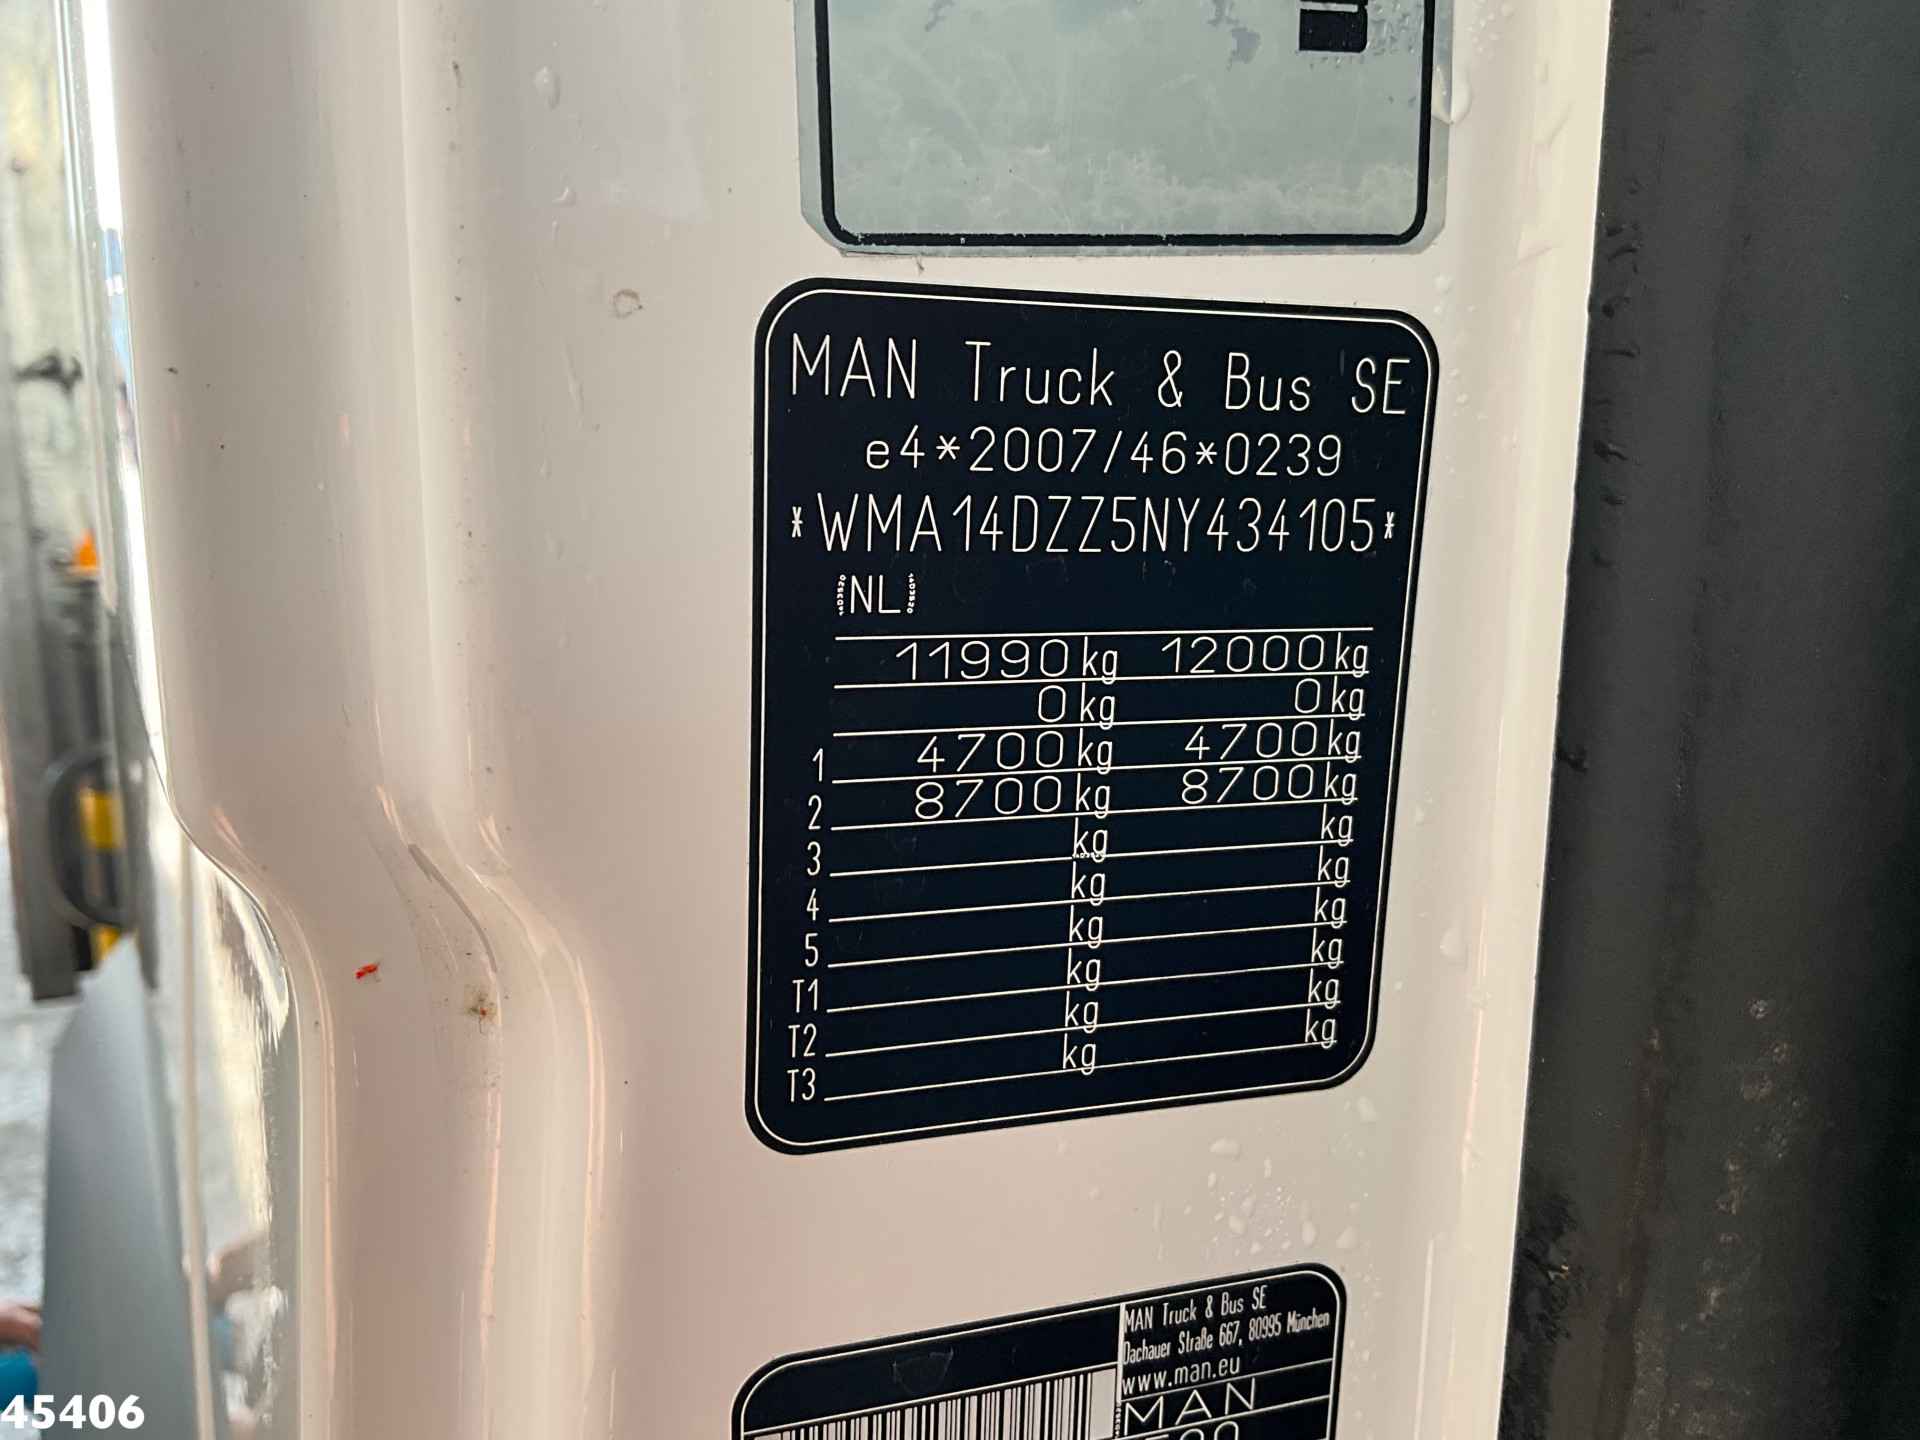 MAN Truck & Bus SE
e4*2007/46*0239
*WMA14DZZ5NY434105*
NL
11990 kg 12000 kg
0 kg 0 kg
1 4700 kg 4700 kg
2 8700 kg 8700 kg
3 kg kg
4 kg kg
5 kg kg
T1 kg kg
T2 kg kg
T3 kg kg
MAN Truck & Bus SE
Dachauer Straße 667, 80995 München
www.man.eu
MAN
45406